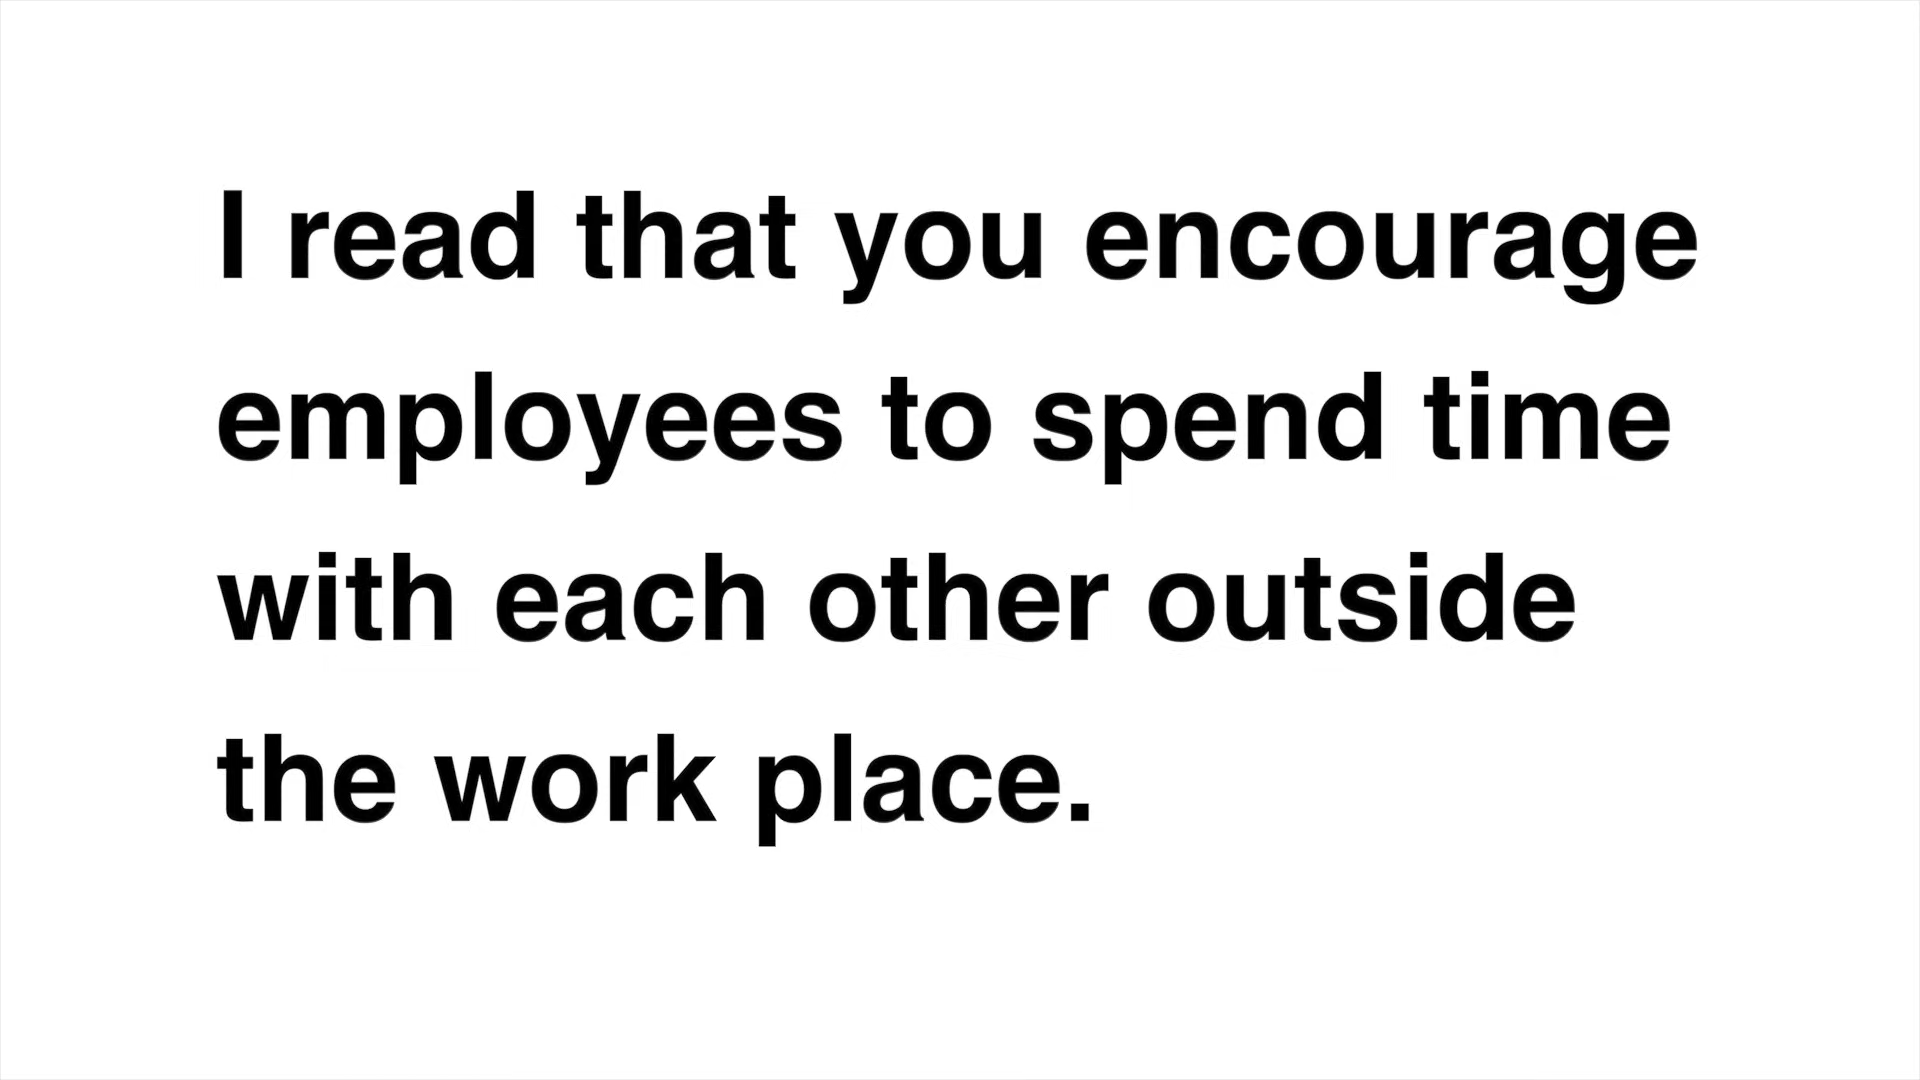 I read that you encourage
employees to spend time
with each other outside
the work place.